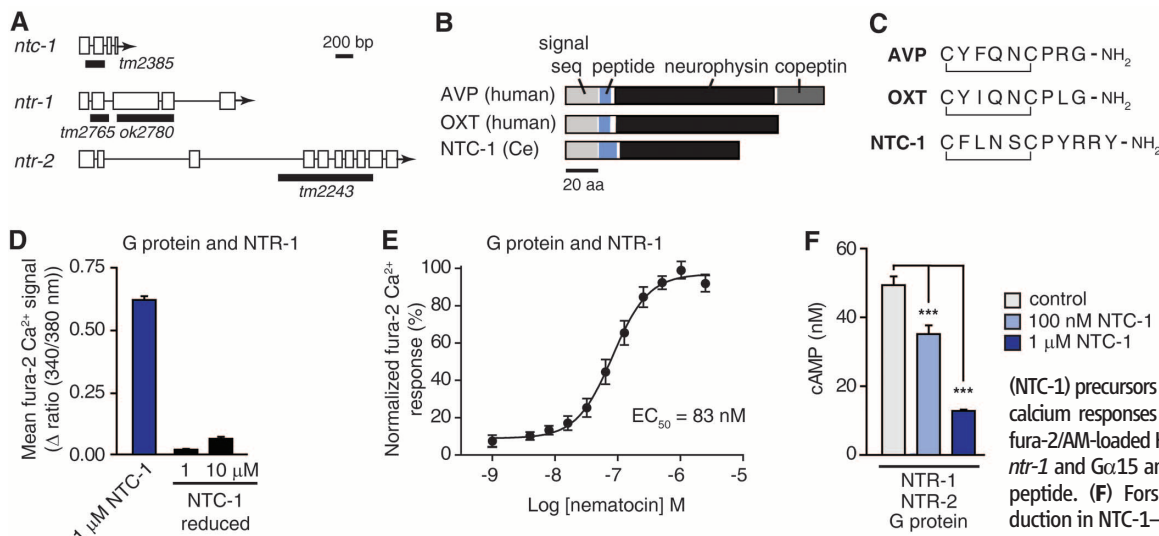 A
ntc-1
200 bp
tm2385
ntr-1
tm2765 ok2780
ntr-2
tm2243
B
signal
seq peptide neurophysin copeptin
AVP (human)
OXT (human)
NTC-1 (Ce)
20 aa
C
AVP C Y F Q N C P R G - NH2
OXT C Y I Q N C P L G - NH2
NTC-1 C F L N S C P Y R R Y - NH2
D
G protein and NTR-1
Mean fura-2 Ca2+ signal
(Δ ratio (340/380 nm))
0.75
0.50
0.25
0.00
1 µM NTC-1
1 10 µM
NTC-1
reduced
E
G protein and NTR-1
Normalized fura-2 Ca2+
response (%)
100
80
60
40
20
0
EC50 = 83 nM
-9 -8 -7 -6 -5
Log [nematocin] M
F
cAMP (nM)
60
40
20
0
***
***
NTR-1
NTR-2
G protein
control
100 nM NTC-1
1 µM NTC-1
(NTC-1) precursors
calcium responses
fura-2/AM-loaded
ntr-1 and Gα15 an
peptide. (F) Fors
duction in NTC-1–